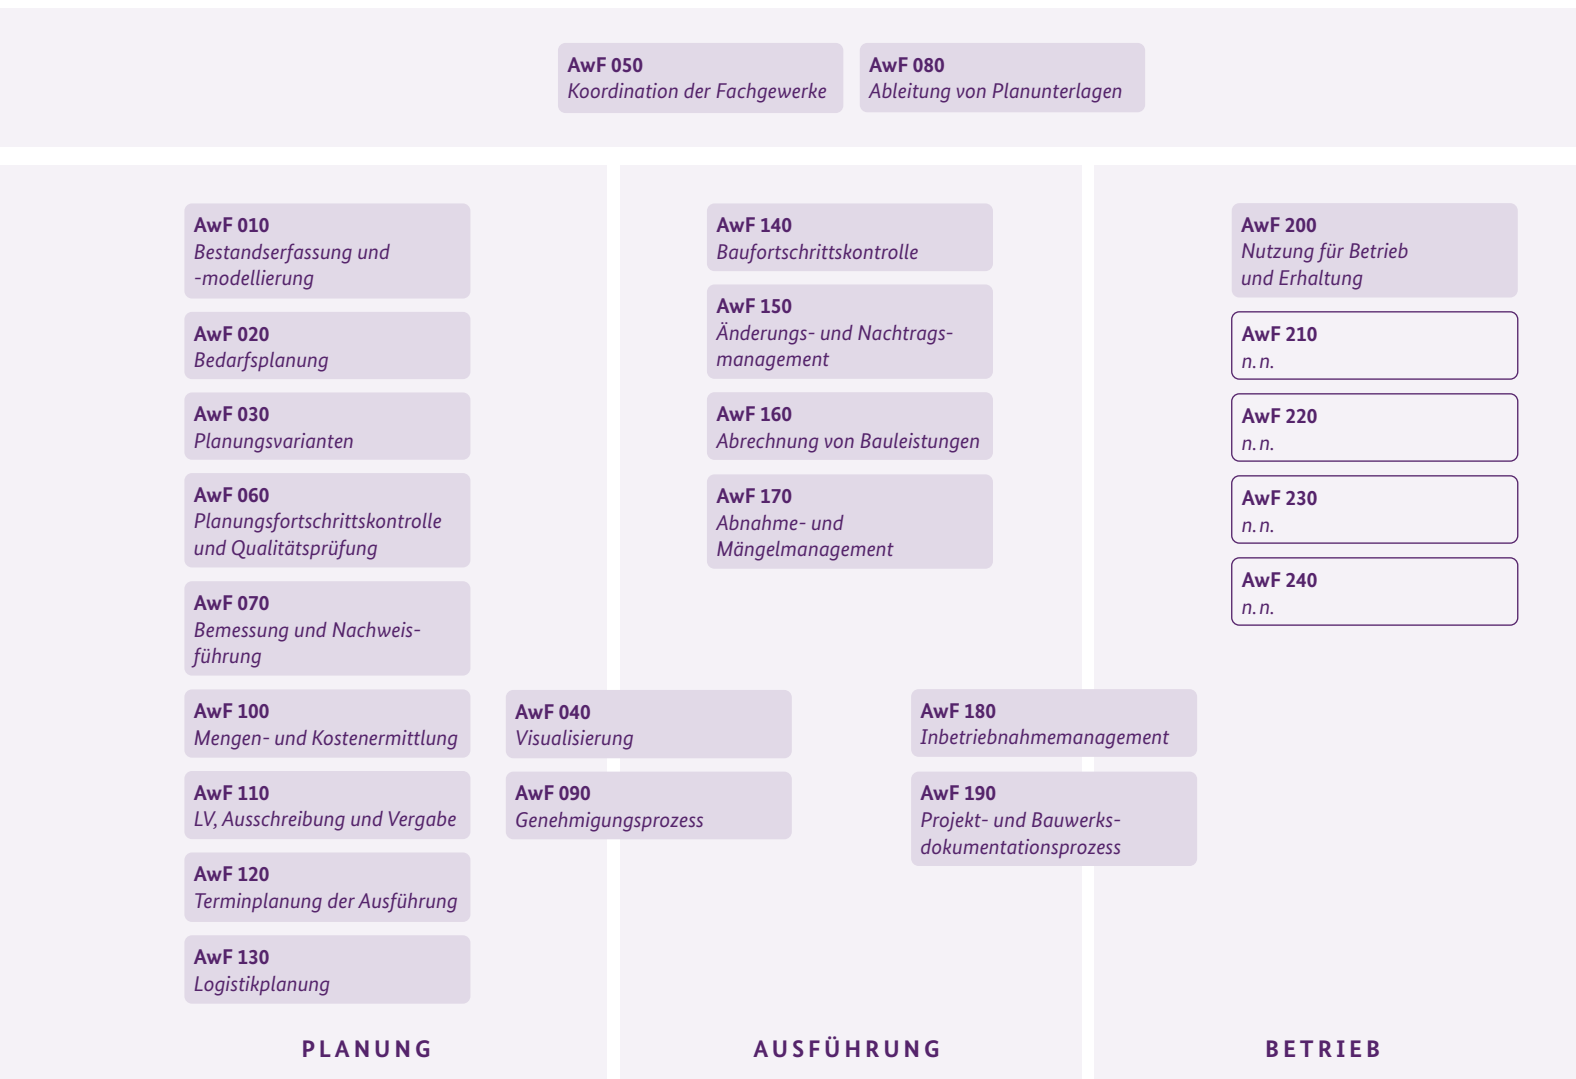 AwF 050
Koordination der Fachgewerke
AwF 080
Ableitung von Planunterlagen
AwF 010
Bestandserfassung und
-modellierung
AwF 020
Bedarfsplanung
AwF 030
Planungsvarianten
AwF 060
Planungsfortschrittskontrolle
und Qualitätsprüfung
AwF 070
Bemessung und Nachweis-
führung
AwF 100
Mengen- und Kostenermittlung
AwF 110
LV, Ausschreibung und Vergabe
AwF 120
Terminplanung der Ausführung
AwF 130
Logistikplanung
AwF 040
Visualisierung
AwF 090
Genehmigungsprozess
AwF 140
Baufortschrittskontrolle
AwF 150
Änderungs- und Nachtrags-
management
AwF 160
Abrechnung von Bauleistungen
AwF 170
Abnahme- und
Mängelmanagement
AwF 180
Inbetriebnahmemanagement
AwF 190
Projekt- und Bauwerks-
dokumentationsprozess
AwF 200
Nutzung für Betrieb
und Erhaltung
AwF 210
n. n.
AwF 220
n. n.
AwF 230
n. n.
AwF 240
n. n.
PLANUNG
AUSFÜHRUNG
BETRIEB